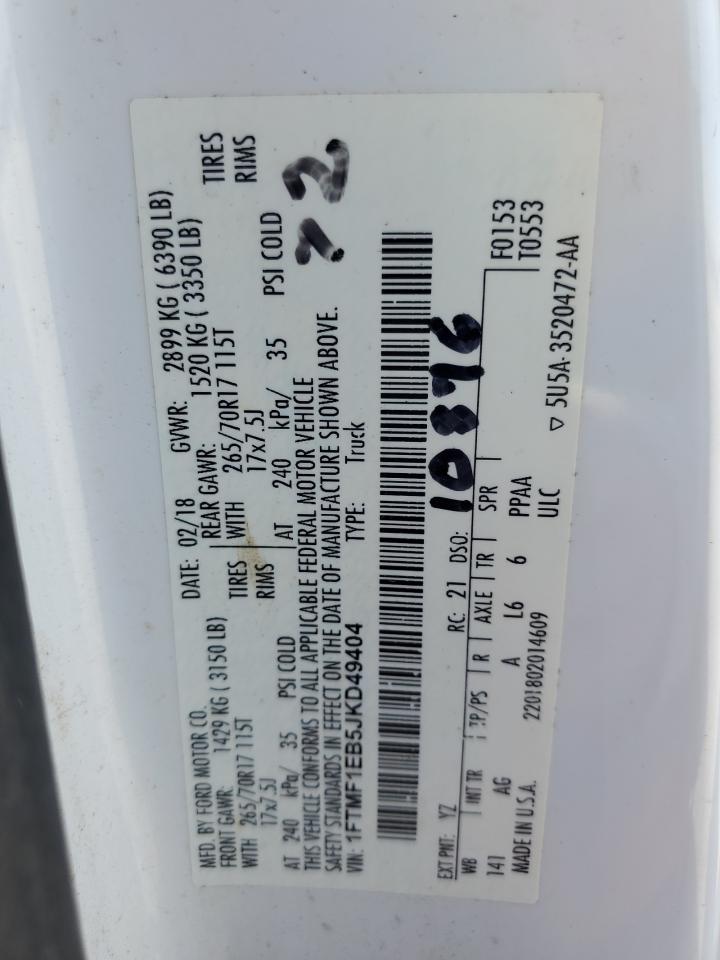 MFD. BY FORD MOTOR CO.
DATE: 02/18 GVWR: 2899 KG ( 6390 LB)
FRONT GAWR: 1429 KG ( 3150 LB) REAR GAWR: 1520 KG ( 3350 LB)
WITH 265/70R17 115T TIRES WITH 265/70R17 115T TIRES
17x7.5J RIMS 17x7.5J RIMS
AT 240 kPa/ 35 PSI COLD AT 240 kPa/ 35 PSI COLD
THIS VEHICLE CONFORMS TO ALL APPLICABLE FEDERAL MOTOR VEHICLE
SAFETY STANDARDS IN EFFECT ON THE DATE OF MANUFACTURE SHOWN ABOVE.
VIN: 1FTMF1EB5JKD49404 TYPE: Truck
72
10876
EXT PNT: YZ RC: 21 DSO:
WB INT TR TP/PS R AXLE TR SPR
F0153
141 AG A L6 6 PPAA T0553
ULC
MADE IN U.S.A. 2201802014609 ▽ 5U5A-3520472-AA